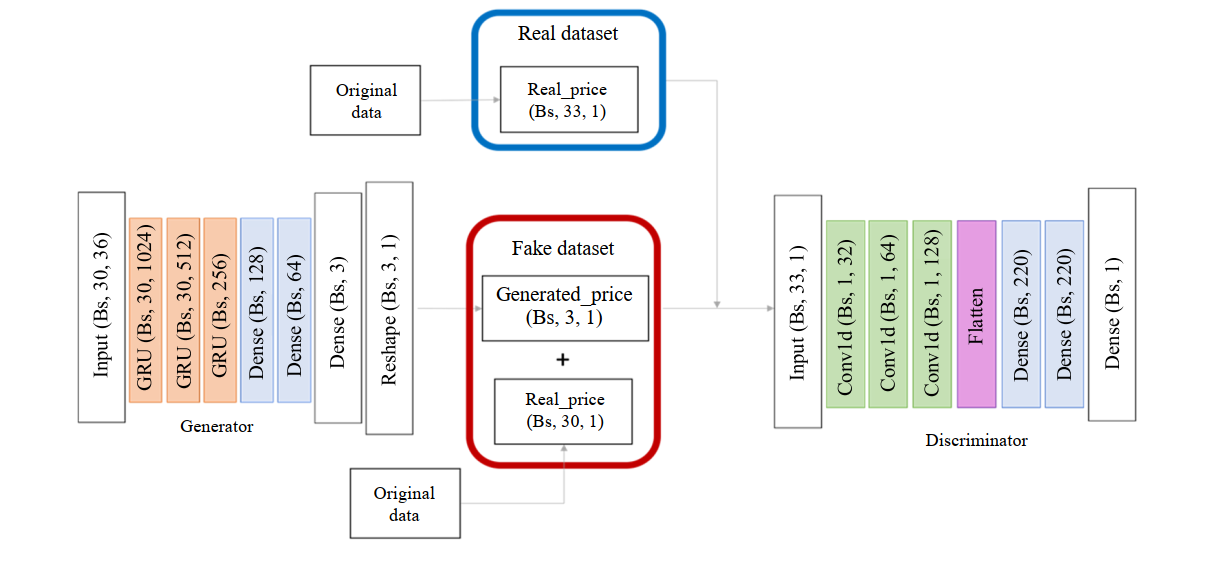 Real dataset
Original
data
Real_price
(Bs, 33, 1)
Input (Bs, 30, 36)
GRU (Bs, 30, 1024)
GRU (Bs, 30, 512)
GRU (Bs, 256)
Dense (Bs, 128)
Dense (Bs, 64)
Dense (Bs, 3)
Reshape (Bs, 3, 1)
Generator
Fake dataset
Generated_price
(Bs, 3, 1)
+
Real_price
(Bs, 30, 1)
Original
data
Input (Bs, 33, 1)
Conv1d (Bs, 1, 32)
Conv1d (Bs, 1, 64)
Conv1d (Bs, 1, 128)
Flatten
Dense (Bs, 220)
Dense (Bs, 220)
Dense (Bs, 1)
Discriminator